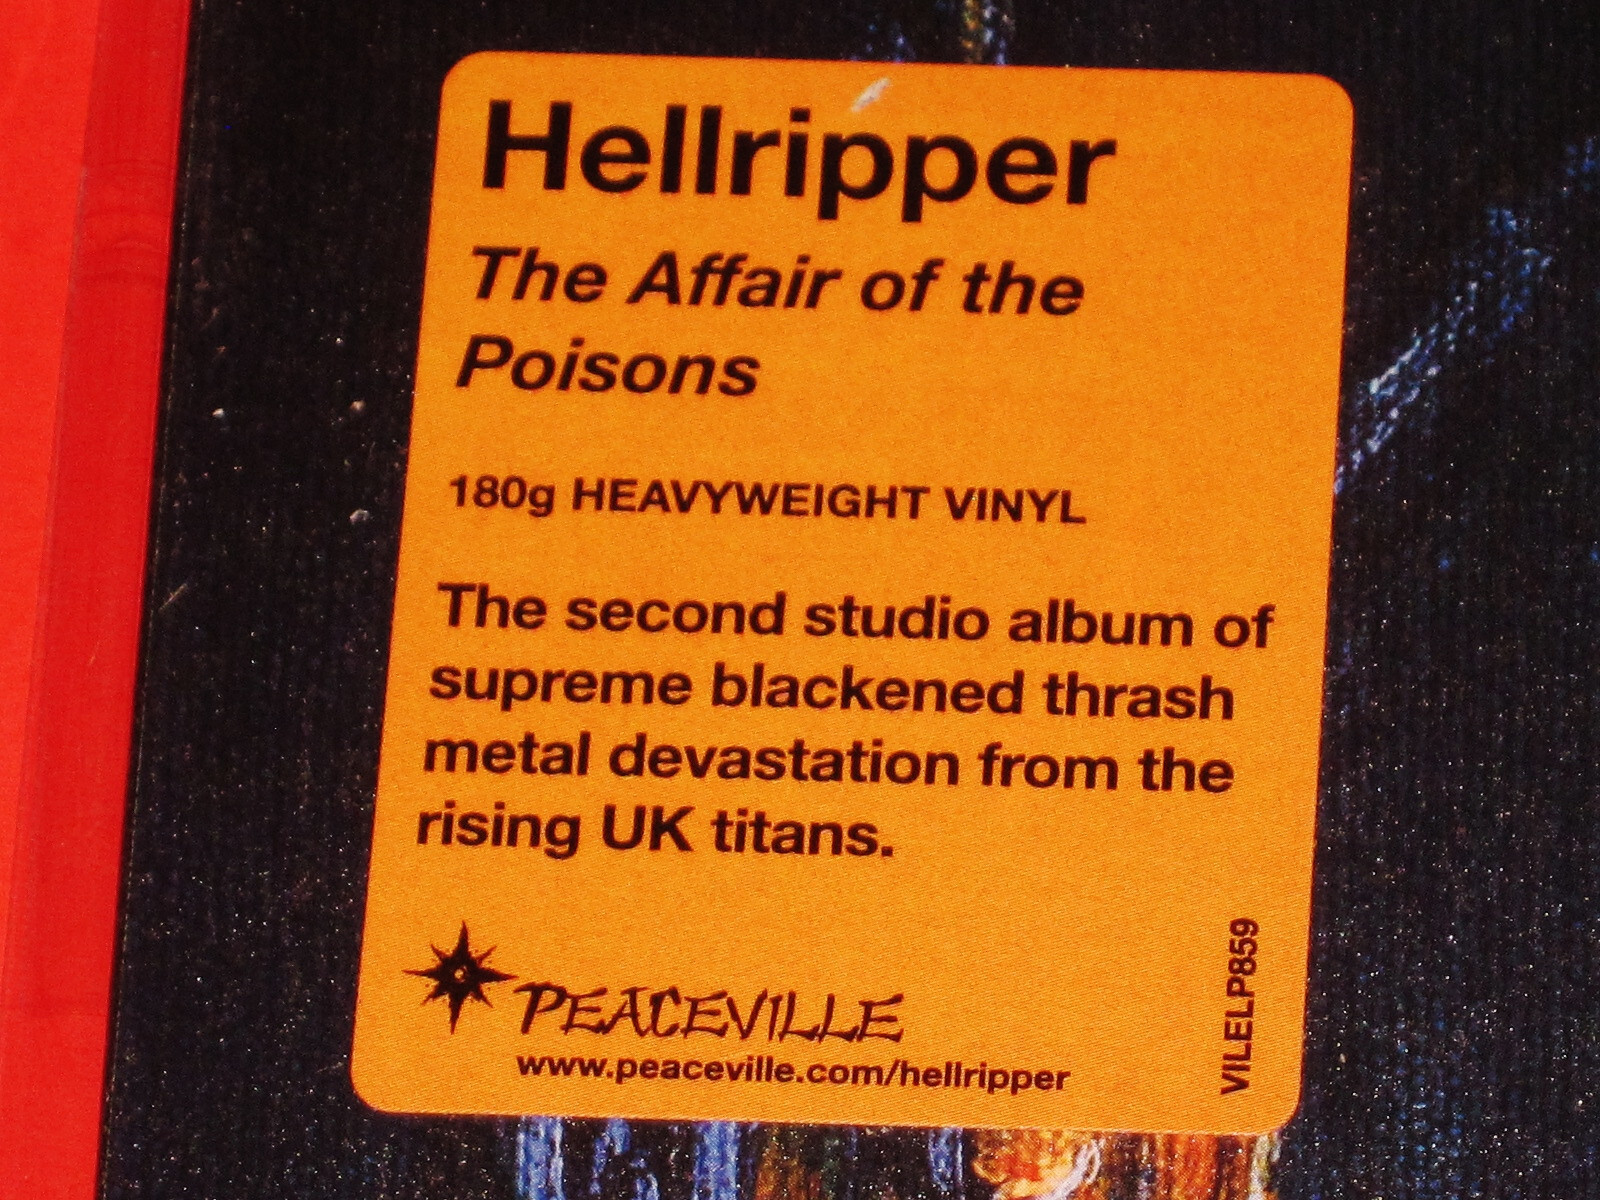 Hellripper
The Affair of the
Poisons
180g HEAVYWEIGHT VINYL
The second studio album of
supreme blackened thrash
metal devastation from the
rising UK titans.
PEACEVILLE
www.peaceville.com/hellripper
VILELP859